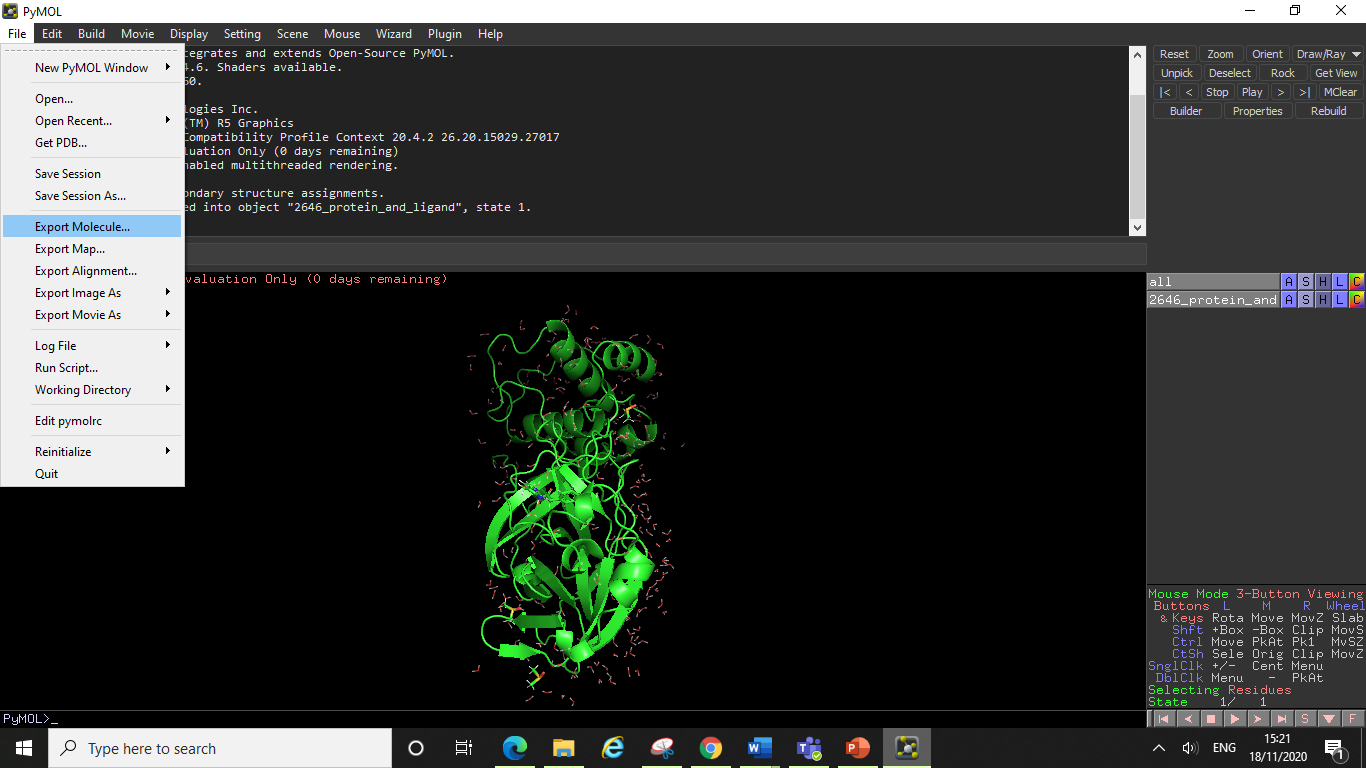 PyMOL
File Edit Build Movie Display Setting Scene Mouse Wizard Plugin Help
New PyMOL Window
Open...
Open Recent...
Get PDB...
Save Session
Save Session As...
Export Molecule...
Export Map...
Export Alignment...
Export Image As
Export Movie As
Log File
Run Script...
Working Directory
Edit pymolrc
Reinitialize
Quit
tegrates and extends Open-Source PyMOL.
4.6. Shaders available.
60.
logies Inc.
(TM) R5 Graphics
Compatibility Profile Context 20.4.2 26.20.15029.27017
luation Only (0 days remaining)
nabled multithreaded rendering.
ondary structure assignments.
ed into object "2646_protein_and_ligand", state 1.
Reset Zoom Orient Draw/Ray
Unpick Deselect Rock Get View
|< < Stop Play > >| MClear
Builder Properties Rebuild
valuation Only (0 days remaining)
all A S H L C
2646_protein_and A S H L C
Mouse Mode 3-Button Viewing
Buttons L M R Wheel
& Keys Rota Move MovZ Slab
Shft +Box -Box Clip MovS
Ctrl Move PkAt Pk1 MvSZ
CtSh Sele Orig Clip MovZ
SnglClk +/- Cent Menu
DblClk Menu - PkAt
Selecting Residues
State 1/ 1
S F
PyMOL>_
Type here to search
ENG
15:21
18/11/2020
1